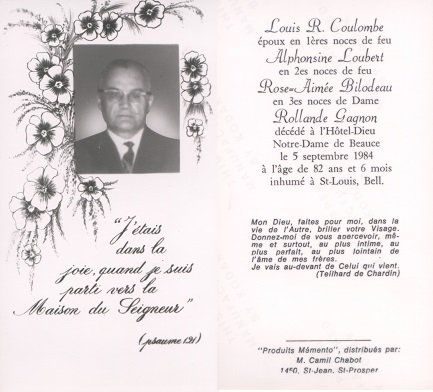 "J'étais
dans la
joie, quand je suis
parti vers la
Maison du Seigneur"
(psaume 121)
Louis R. Coulombe
époux en 1ères noces de feu
Alphonsine Loubert
en 2es noces de feu
Rose-Aimée Bilodeau
en 3es noces de Dame
Rollande Gagnon
décédé à l'Hôtel-Dieu
Notre-Dame de Beauce
le 5 septembre 1984
à l'âge de 82 ans et 6 mois
inhumé à St-Louis, Bell.
Mon Dieu, faites pour moi, dans la
vie de l'Autre, briller votre Visage.
Donnez-moi de vous apercevoir, mê-
me et surtout, au plus intime, au
plus parfait, au plus lointain de
l'âme de mes frères.
Je vais au-devant de Celui qui vient.
(Teilhard de Chardin)
"Produits Mémento", distribués par:
M. Camil Chabot
1450, St-Jean, St-Prosper